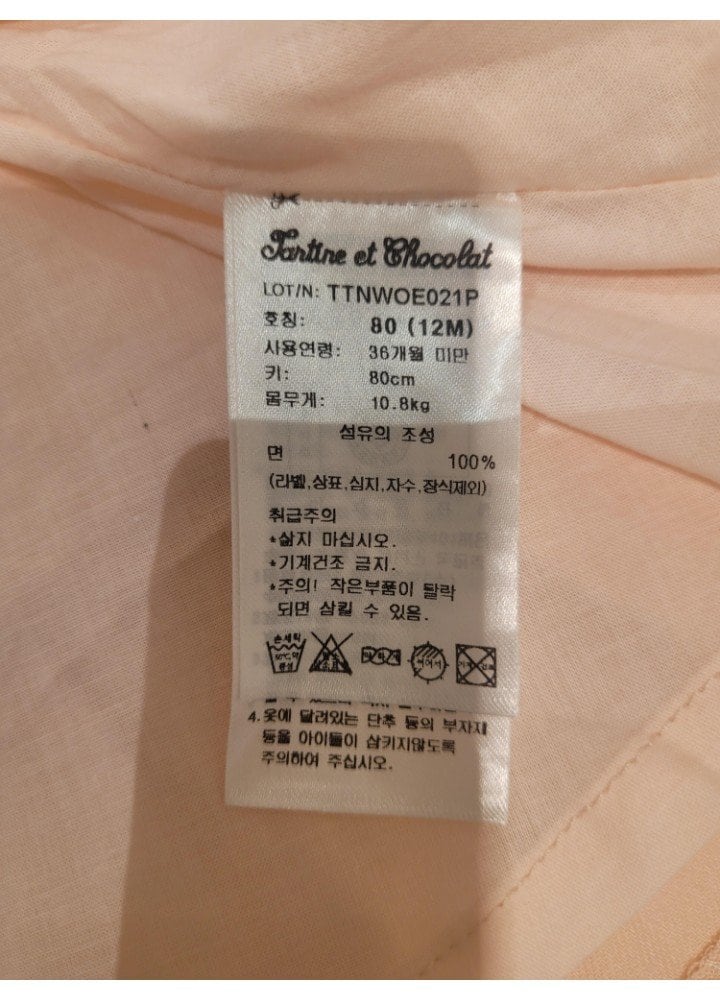 Tartine et Chocolat
LOT/N: TTNWOE021P
호칭: 80 (12M)
사용연령: 36개월 미만
키: 80cm
몸무게: 10.8kg
섬유의 조성
면 100%
(라벨,상표,심지,자수,장식제외)
취급주의
*삶지 마십시오.
*기계건조 금지.
*주의! 작은부품이 탈락
되면 삼킬 수 있음.
손세탁
중성
4.옷에 달려있는 단추 등의 부자재
등을 아이들이 삼키지않도록
주의하여 주십시오.